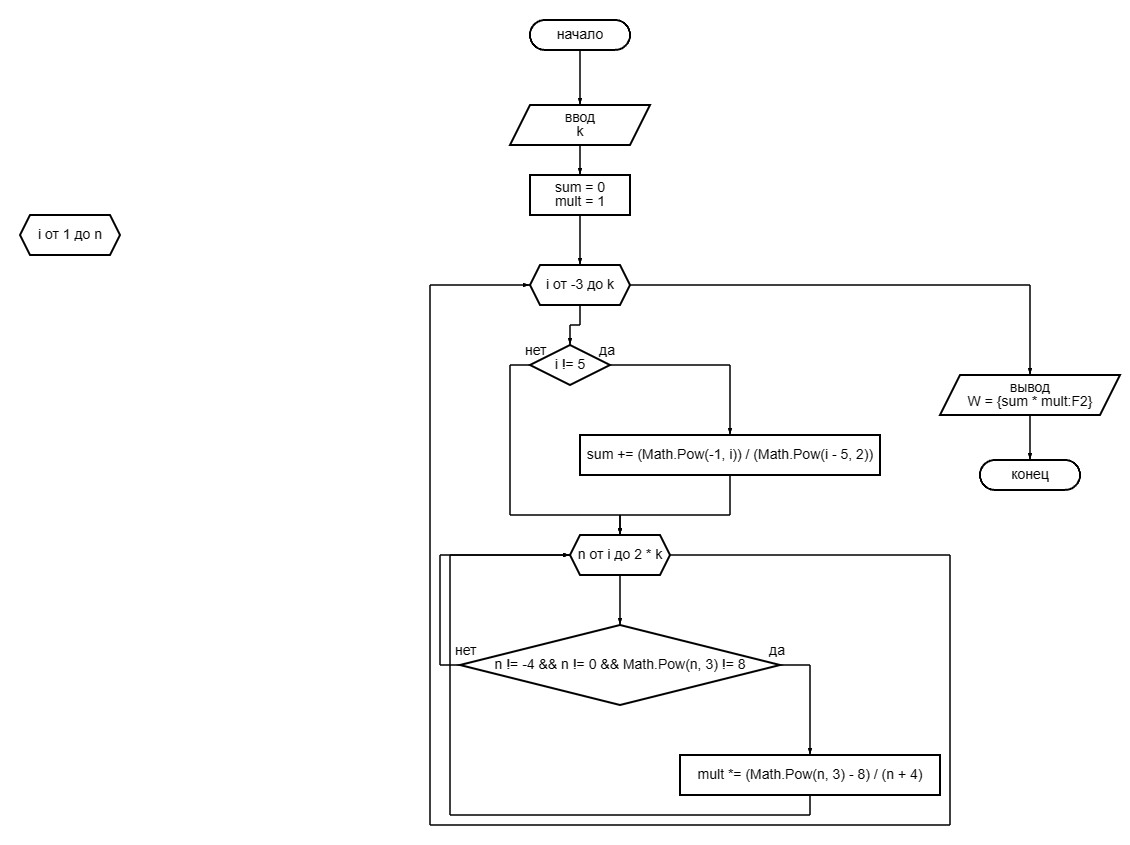 начало
ввод
k
sum = 0
mult = 1
i от 1 до n
i от -3 до k
нет
да
i != 5
вывод
W = {sum * mult:F2}
sum += (Math.Pow(-1, i)) / (Math.Pow(i - 5, 2))
конец
n от i до 2 * k
нет
да
n != -4 && n != 0 && Math.Pow(n, 3) != 8
mult *= (Math.Pow(n, 3) - 8) / (n + 4)